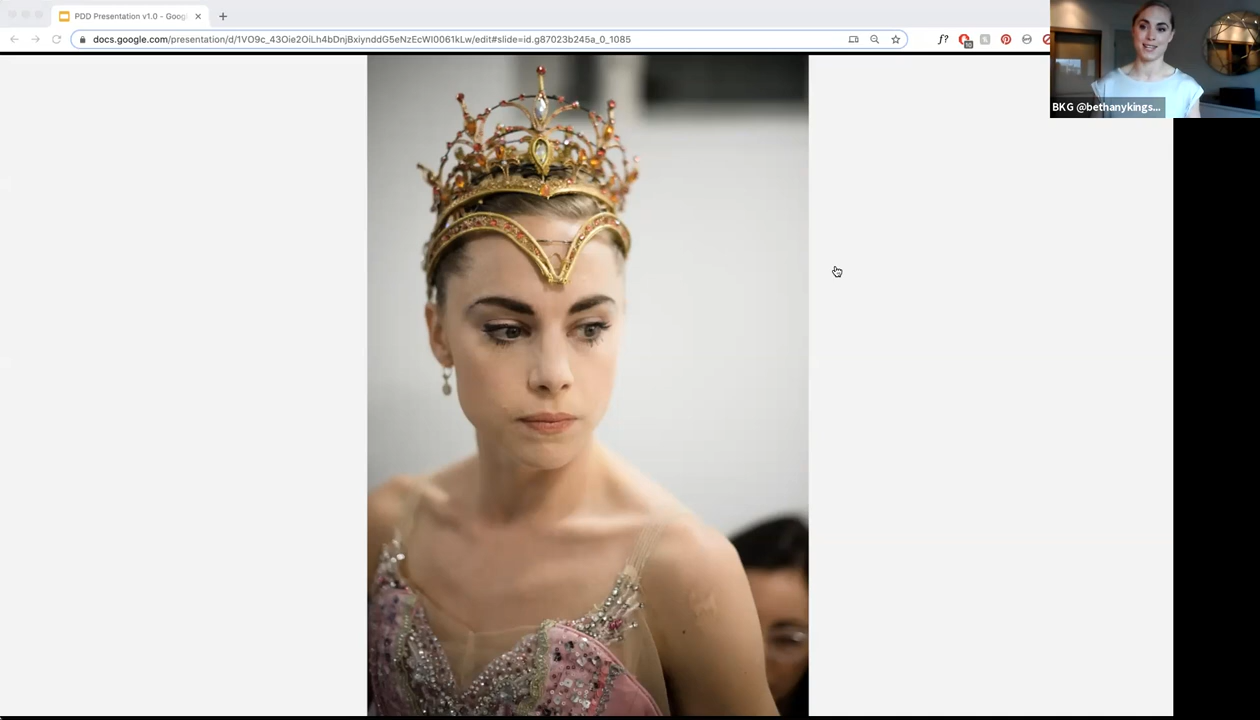 PDD Presentation v1.0 - Goog
docs.google.com/presentation/d/1VO9c_43Oie2OiLh4bDnjBxiynddG5eNzEcWI0061kLw/edit#slide=id.g87023b245a_0_1085
f?
BKG @bethanykings...